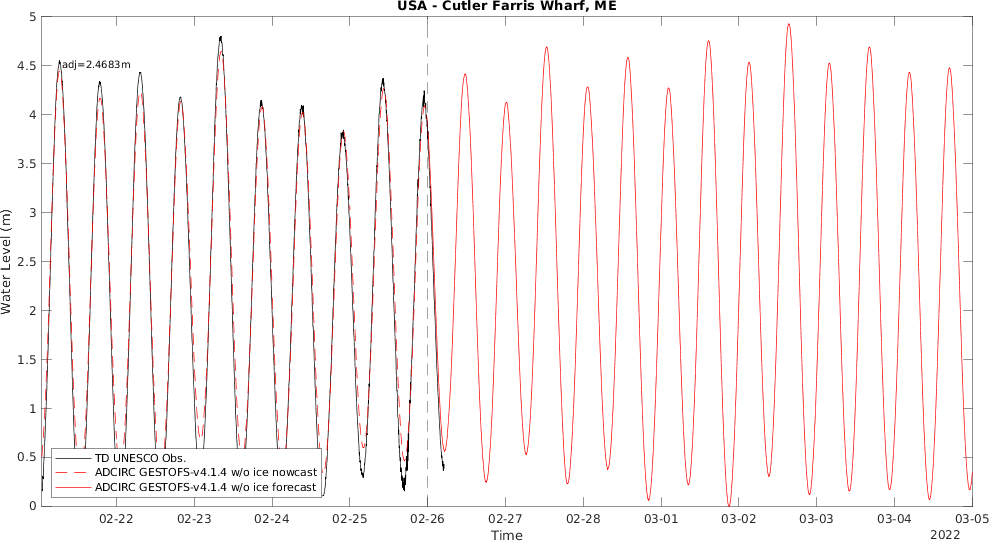 USA - Cutler Farris Wharf, ME
5
4.5
4
3.5
3
2.5
2
1.5
1
0.5
0
Water Level (m)
adj=2.4683m
TD UNESCO Obs.
ADCIRC GESTOFS-v4.1.4 w/o ice nowcast
ADCIRC GESTOFS-v4.1.4 w/o ice forecast
02-22 02-23 02-24 02-25 02-26 02-27 02-28 03-01 03-02 03-03 03-04 03-05
Time
2022